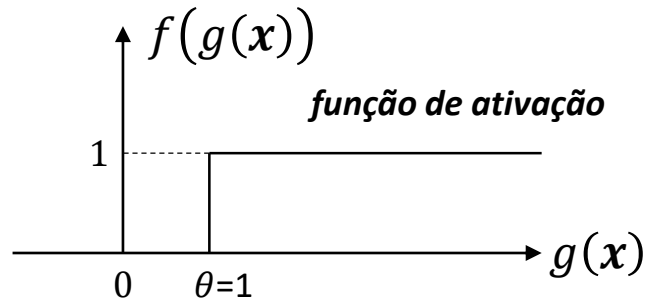 f(g(𝒙))
função de ativação
1
g(𝒙)
0
θ=1